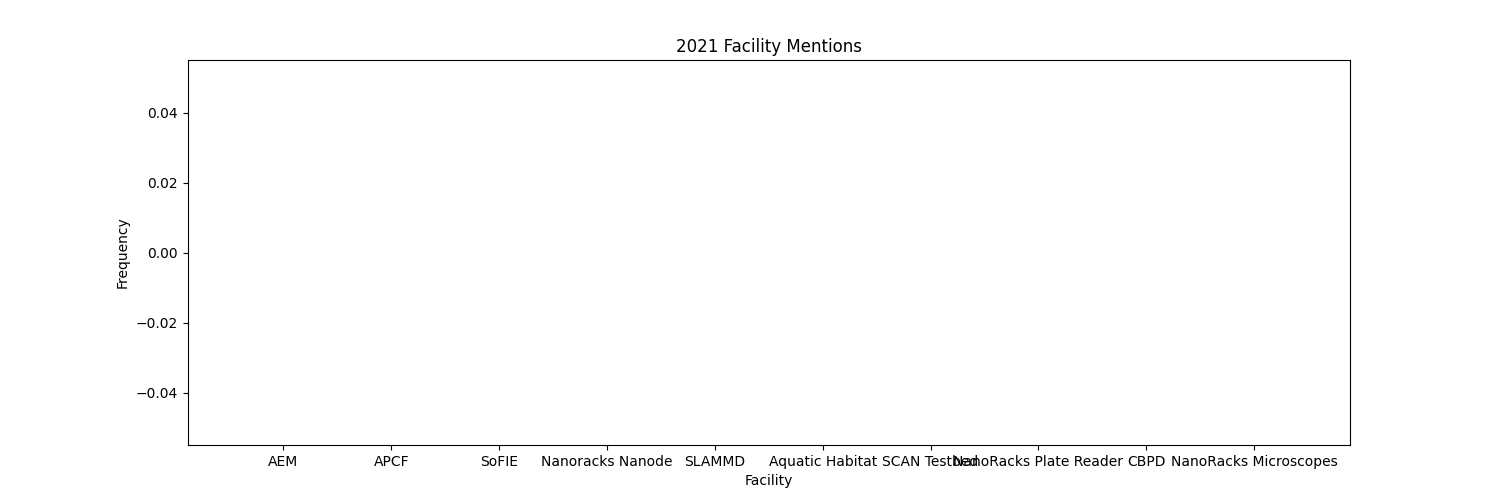 2021 Facility Mentions
0.04
0.02
0.00
−0.02
−0.04
Frequency
AEM APCF SoFIE Nanoracks Nanode SLAMMD Aquatic Habitat SCAN Testbed NanoRacks Plate Reader CBPD NanoRacks Microscopes
Facility